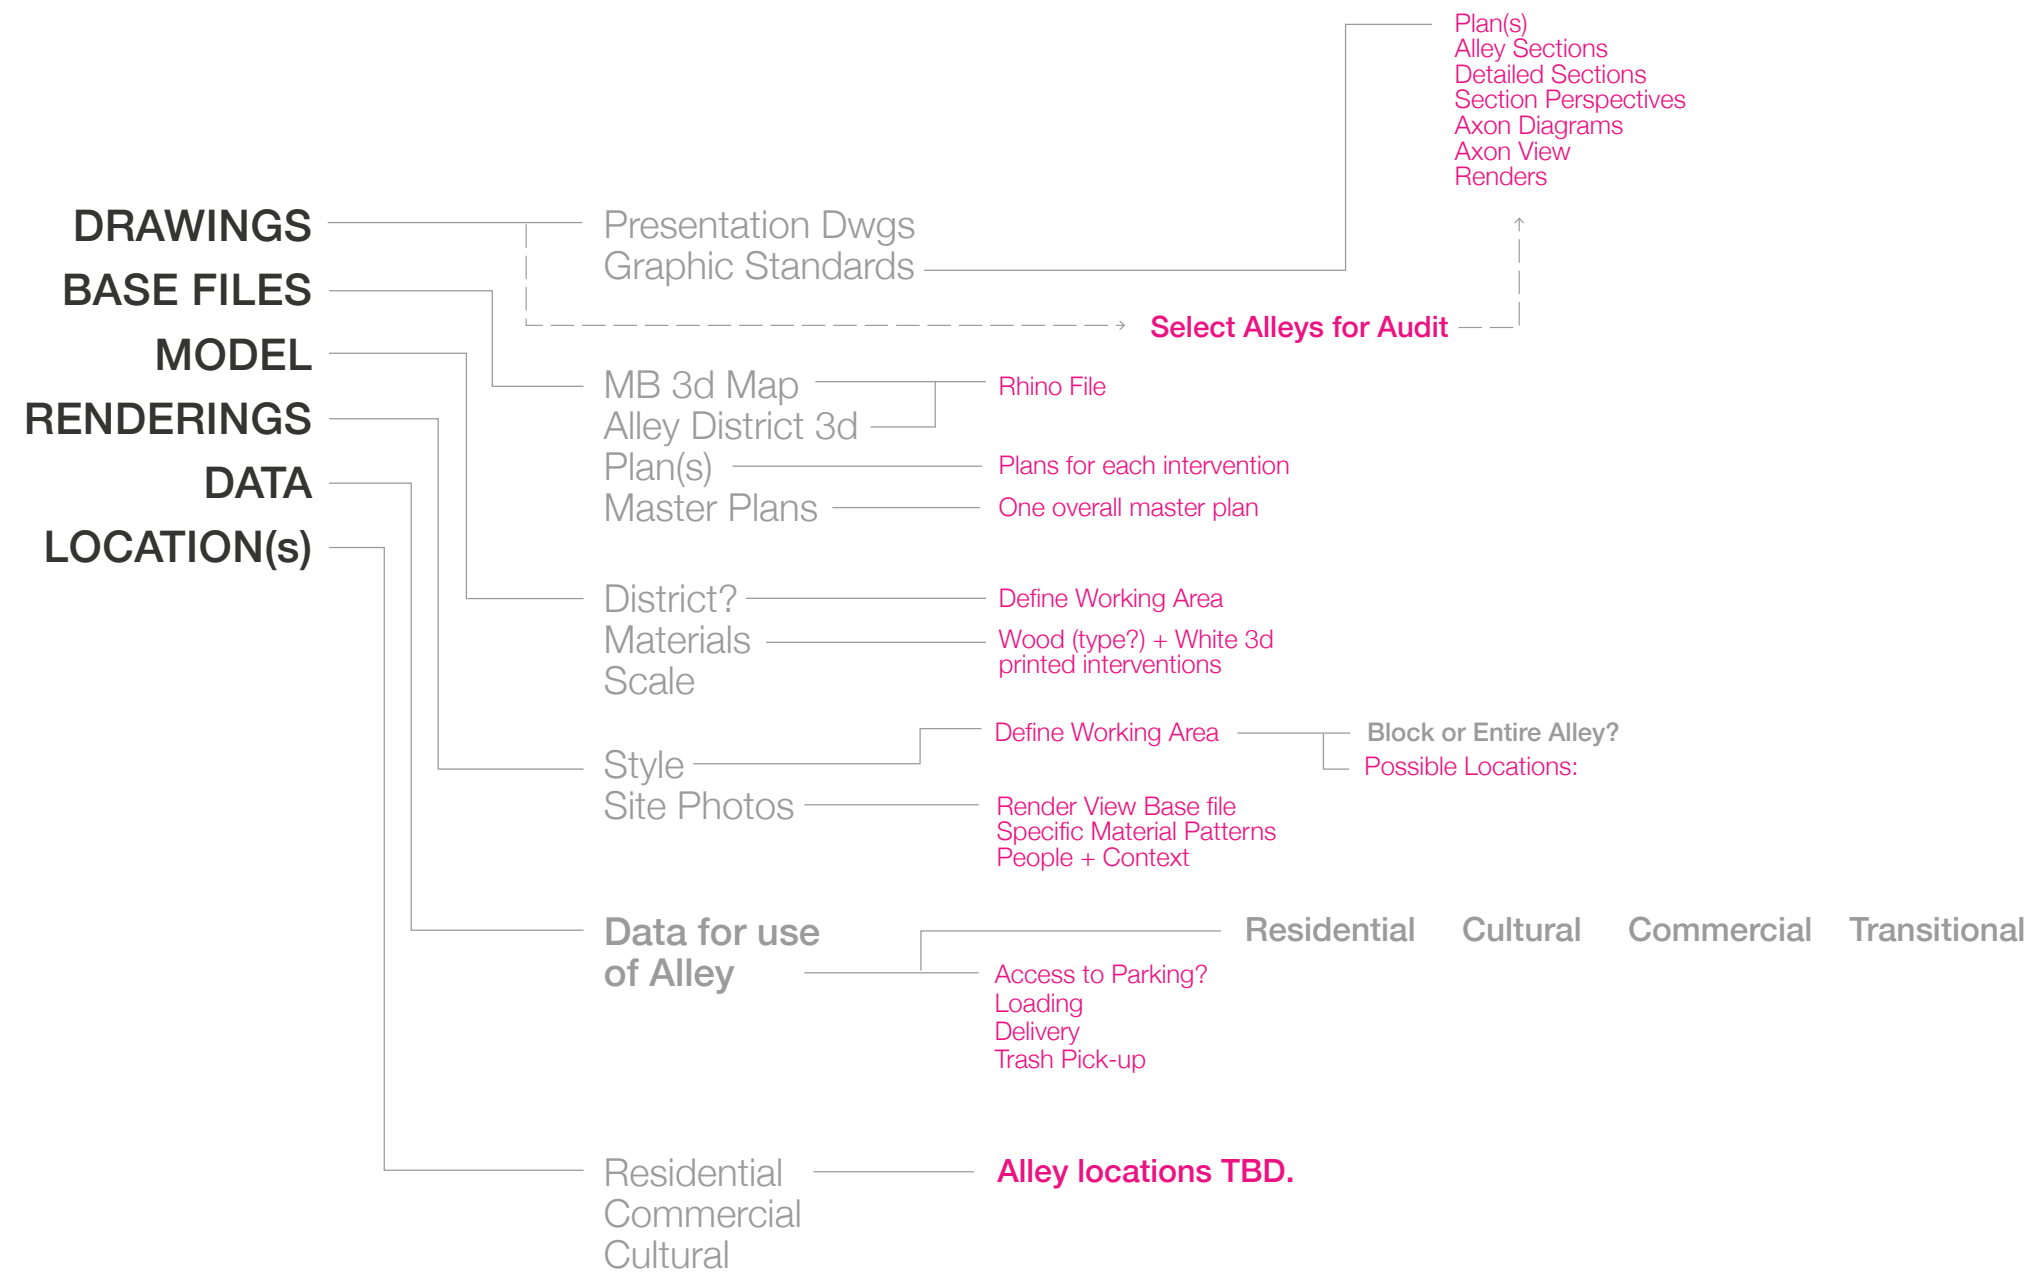 Plan(s)
Alley Sections
Detailed Sections
Section Perspectives
Axon Diagrams
Axon View
Renders
DRAWINGS
BASE FILES
MODEL
RENDERINGS
DATA
LOCATION(s)
Presentation Dwgs
Graphic Standards
Select Alleys for Audit
MB 3d Map
Alley District 3d
Plan(s)
Master Plans
Rhino File
Plans for each intervention
One overall master plan
District?
Materials
Scale
Define Working Area
Wood (type?) + White 3d
printed interventions
Style
Site Photos
Define Working Area
Block or Entire Alley?
Possible Locations:
Render View Base file
Specific Material Patterns
People + Context
Data for use
of Alley
Residential Cultural Commercial Transitional
Access to Parking?
Loading
Delivery
Trash Pick-up
Residential
Commercial
Cultural
Alley locations TBD.